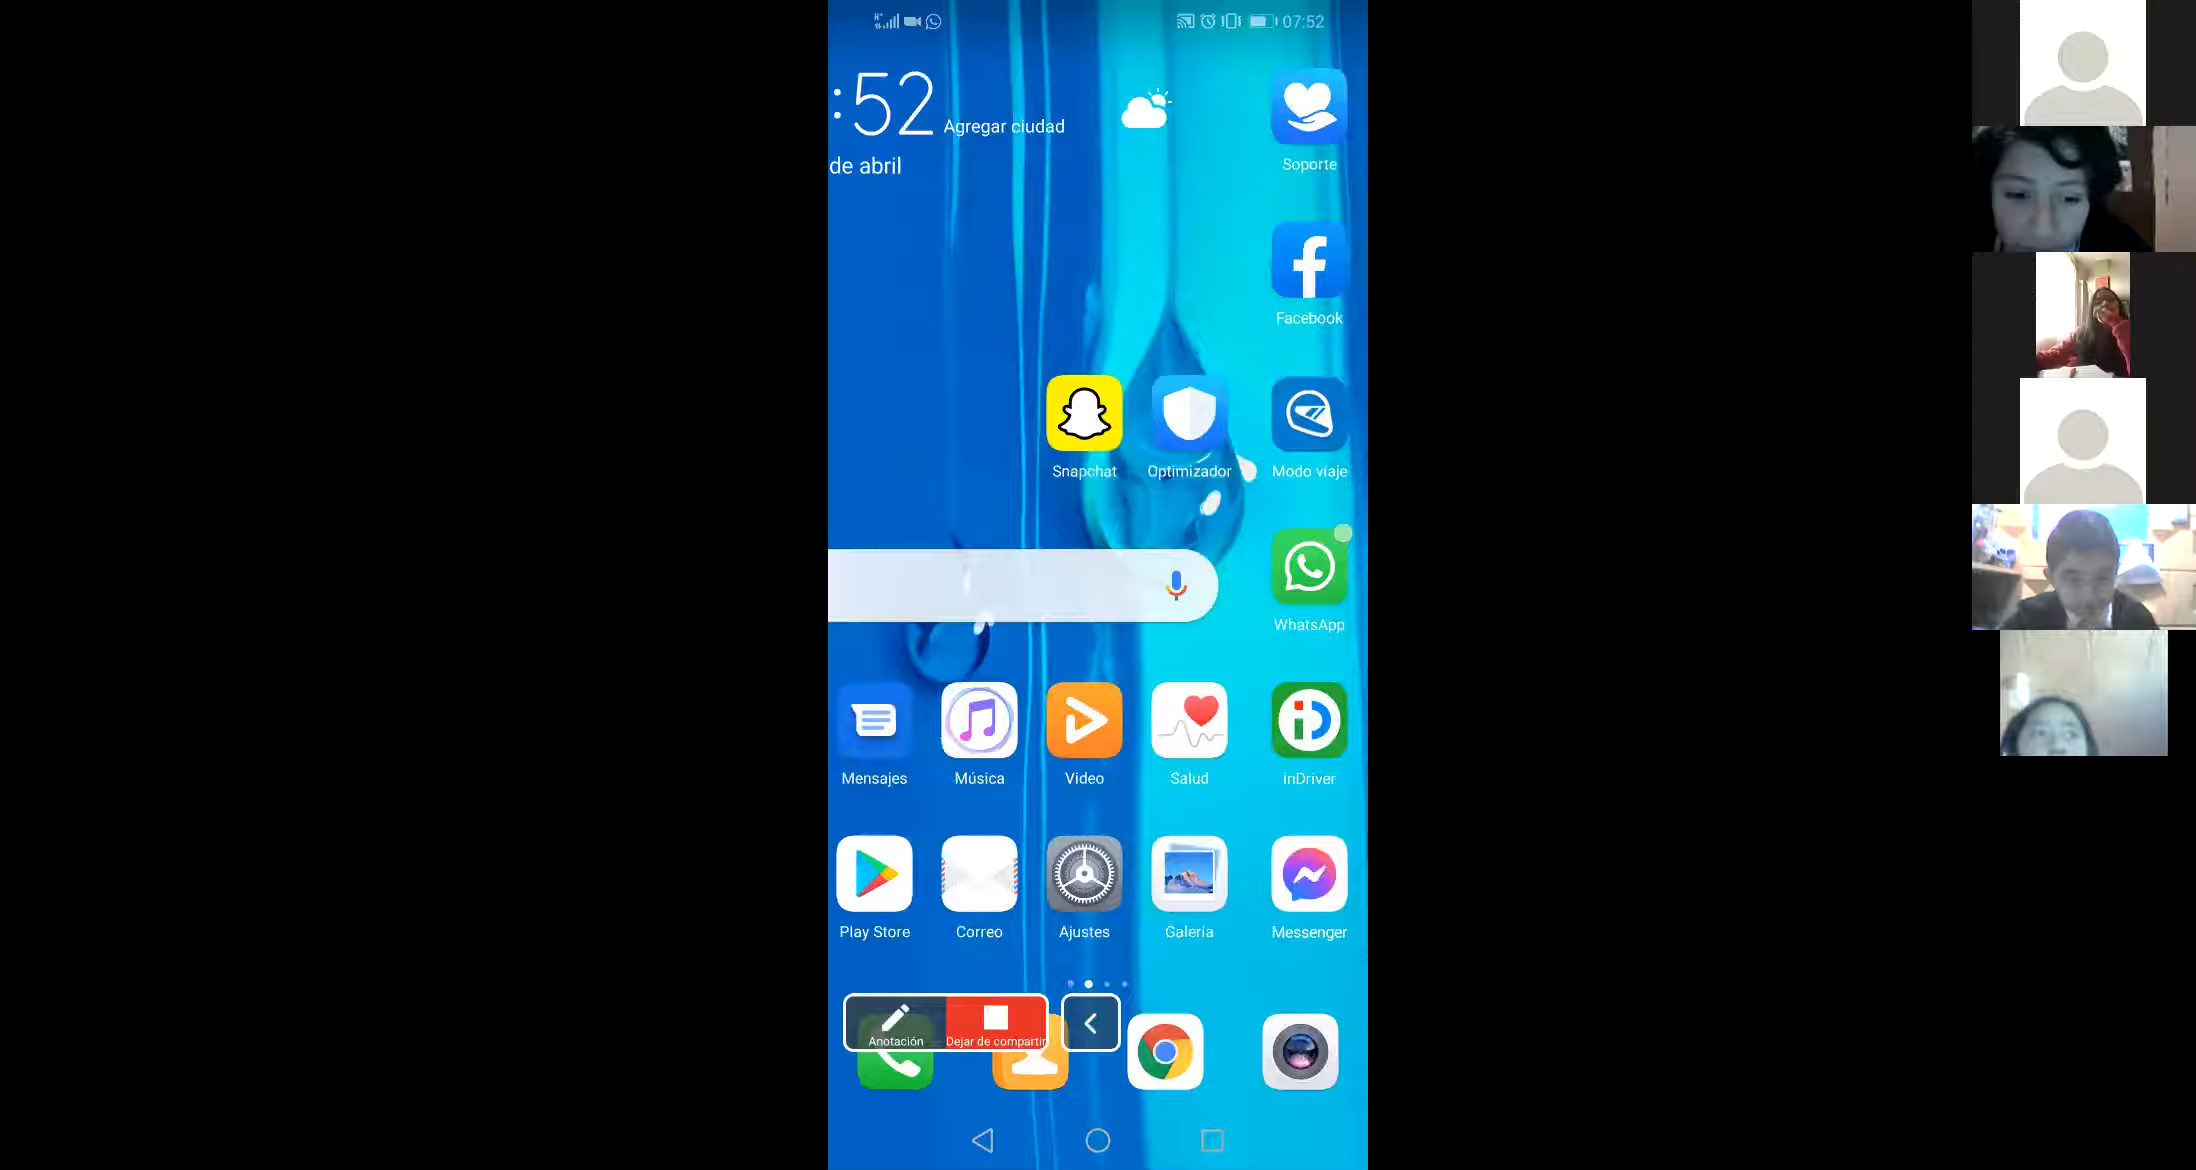 07:52
:52 Agregar ciudad
de abril
Soporte
Facebook
Snapchat Optimizador Modo viaje
WhatsApp
Mensajes Música Video Salud inDriver
Play Store Correo Ajustes Galería Messenger
Anotación Dejar de compartir